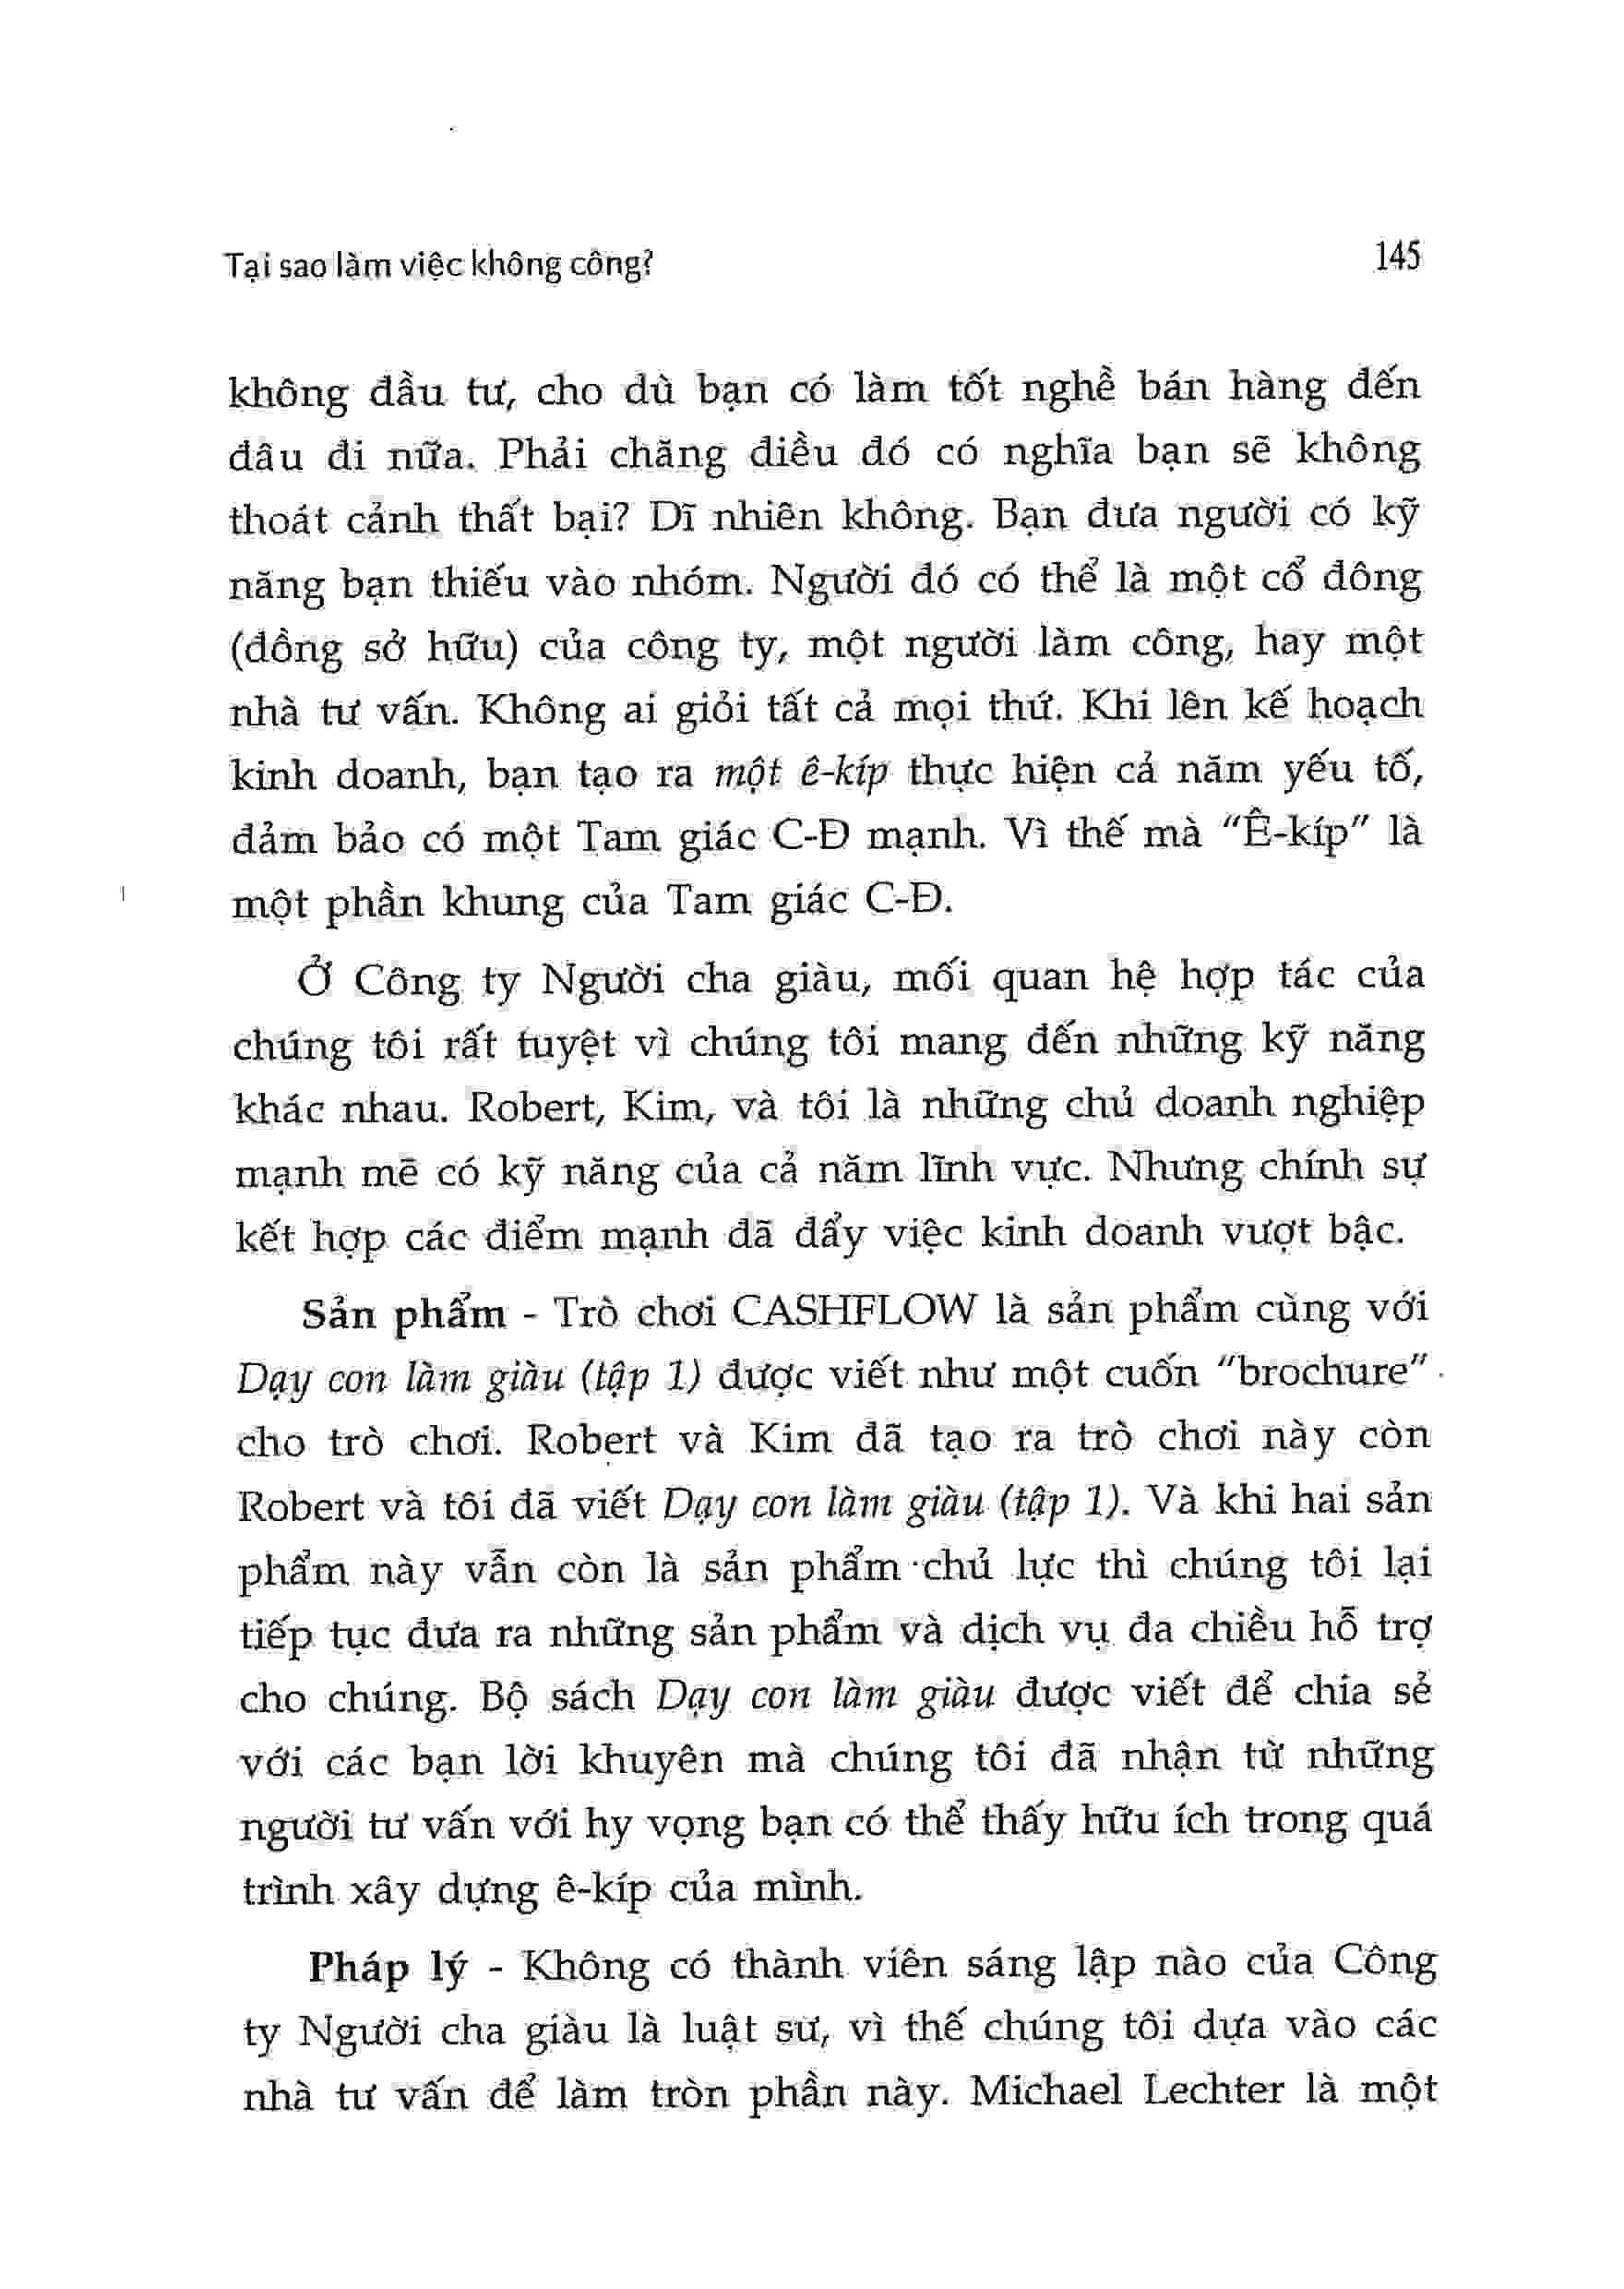 Tại sao làm việc không công?
145
không đầu tư, cho dù bạn có làm tốt nghề bán hàng đến
đâu đi nữa. Phải chăng điều đó có nghĩa bạn sẽ không
thoát cảnh thất bại? Dĩ nhiên không. Bạn đưa người có kỹ
năng bạn thiếu vào nhóm. Người đó có thể là một cổ đông
(đồng sở hữu) của công ty, một người làm công, hay một
nhà tư vấn. Không ai giỏi tất cả mọi thứ. Khi lên kế hoạch
kinh doanh, bạn tạo ra một ê-kíp thực hiện cả năm yếu tố,
đảm bảo có một Tam giác C-Đ mạnh. Vì thế mà "Ê-kíp" là
một phần khung của Tam giác C-Đ.
Ở Công ty Người cha giàu, mối quan hệ hợp tác của
chúng tôi rất tuyệt vì chúng tôi mang đến những kỹ năng
khác nhau. Robert, Kim, và tôi là những chủ doanh nghiệp
mạnh mẽ có kỹ năng của cả năm lĩnh vực. Nhưng chính sự
kết hợp các điểm mạnh đã đẩy việc kinh doanh vượt bậc.
Sản phẩm - Trò chơi CASHFLOW là sản phẩm cùng với
Dạy con làm giàu (tập 1) được viết như một cuốn "brochure"
cho trò chơi. Robert và Kim đã tạo ra trò chơi này còn
Robert và tôi đã viết Dạy con làm giàu (tập 1). Và khi hai sản
phẩm này vẫn còn là sản phẩm chủ lực thì chúng tôi lại
tiếp tục đưa ra những sản phẩm và dịch vụ đa chiều hỗ trợ
cho chúng. Bộ sách Dạy con làm giàu được viết để chia sẻ
với các bạn lời khuyên mà chúng tôi đã nhận từ những
người tư vấn với hy vọng bạn có thể thấy hữu ích trong quá
trình xây dựng ê-kíp của mình.
Pháp lý - Không có thành viên sáng lập nào của Công
ty Người cha giàu là luật sư, vì thế chúng tôi dựa vào các
nhà tư vấn để làm tròn phần này. Michael Lechter là một